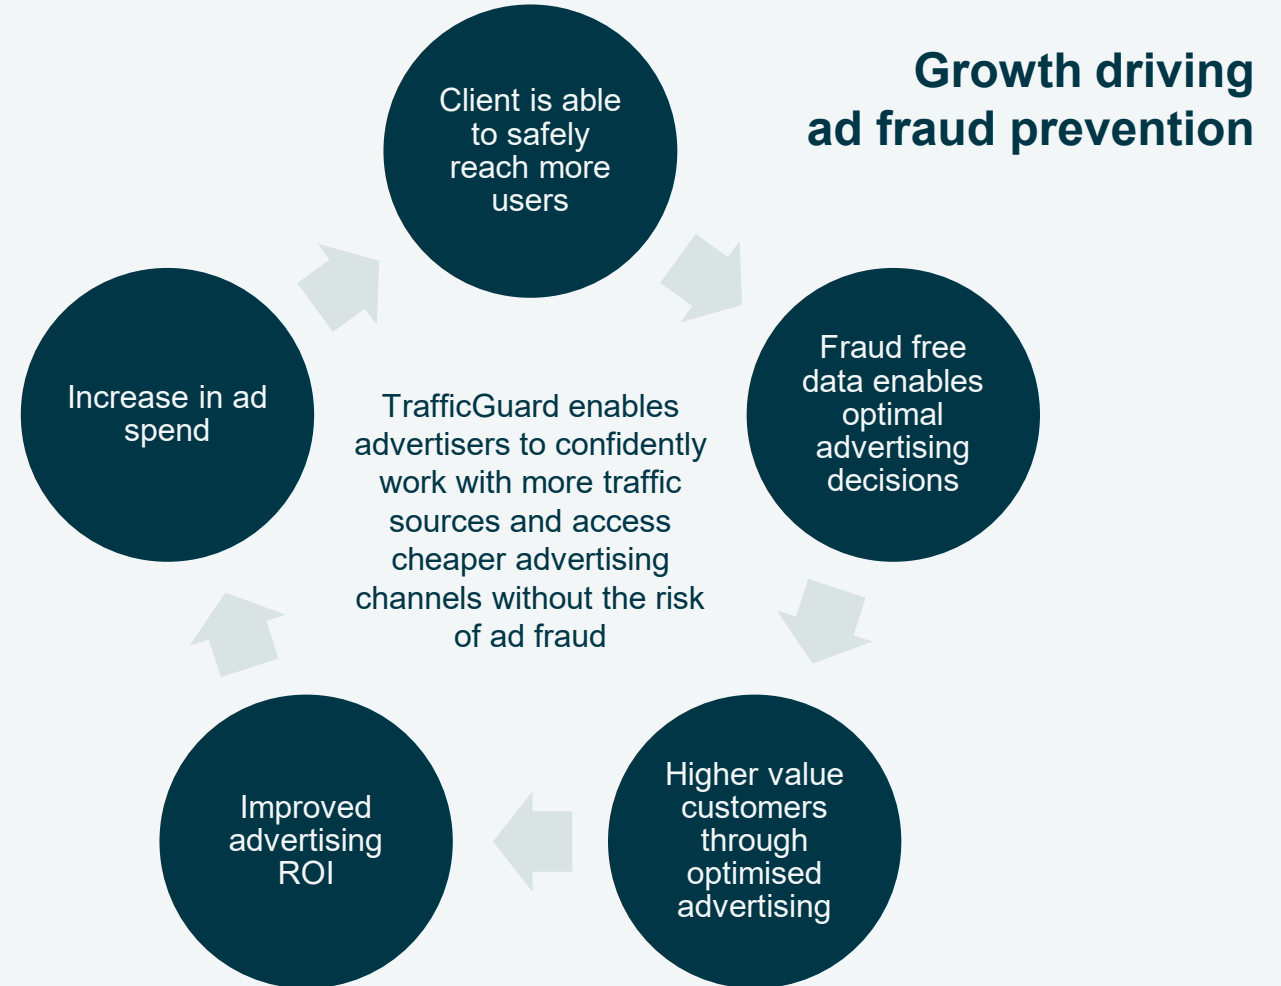 Growth driving
ad fraud prevention
Client is able
to safely
reach more
users
Fraud free
data enables
optimal
advertising
decisions
Higher value
customers
through
optimised
advertising
Improved
advertising
ROI
Increase in ad
spend
TrafficGuard enables
advertisers to confidently
work with more traffic
sources and access
cheaper advertising
channels without the risk
of ad fraud